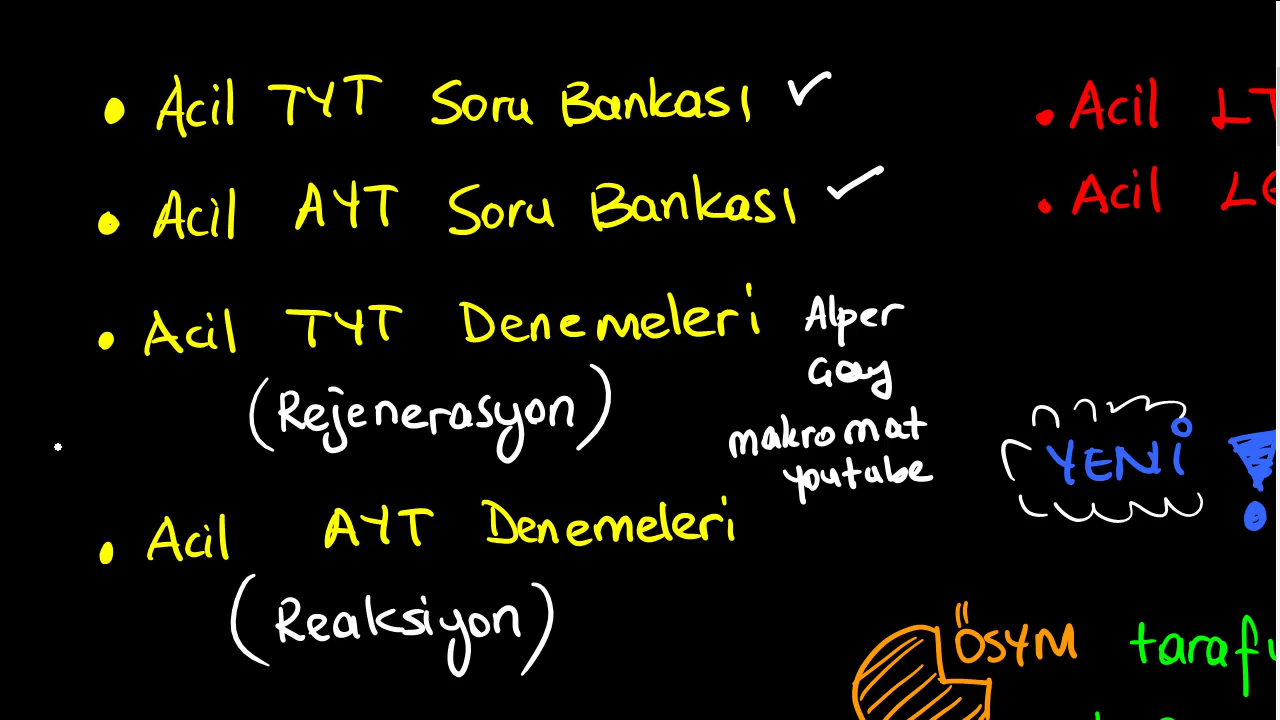 • Acil TYT Soru Bankası ✓
• Acil AYT Soru Bankası ✓
• Acil TYT Denemeleri
(Rejenerasyon)
Alper
makromat
youtube
• Acil AYT Denemeleri
(Reaksiyon)
• Acil LT
• Acil
YENİ !
ÖSYM